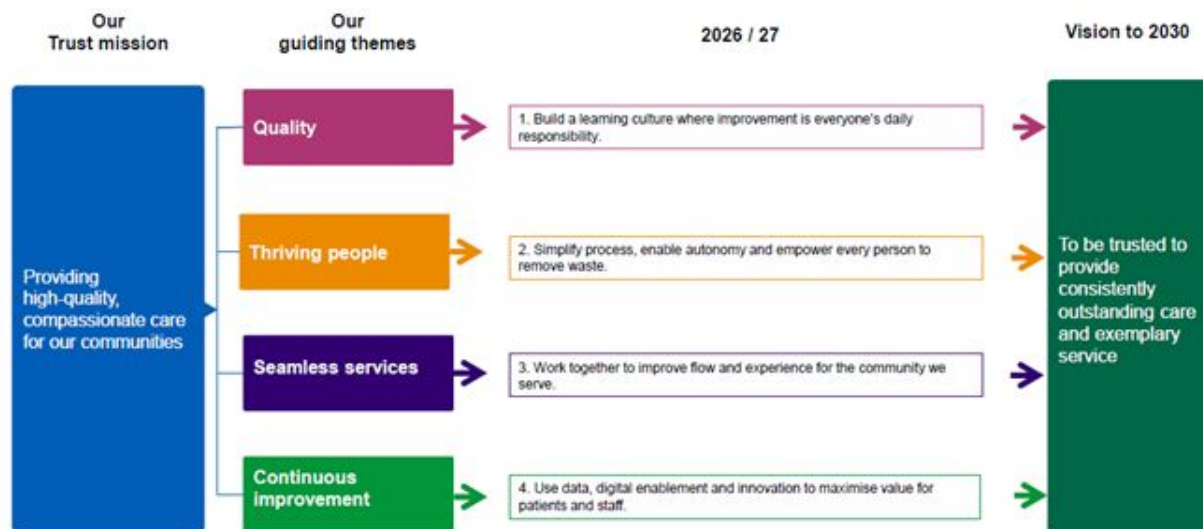 Our
Trust mission
Our
guiding themes
2026 / 27
Vision to 2030
Providing
high-quality,
compassionate care
for our communities
Quality
1. Build a learning culture where improvement is everyone's daily
responsibility.
Thriving people
2. Simplify process, enable autonomy and empower every person to
remove waste.
Seamless services
3. Work together to improve flow and experience for the community we
serve.
Continuous
improvement
4. Use data, digital enablement and innovation to maximise value for
patients and staff.
To be trusted to
provide
consistently
outstanding care
and exemplary
service